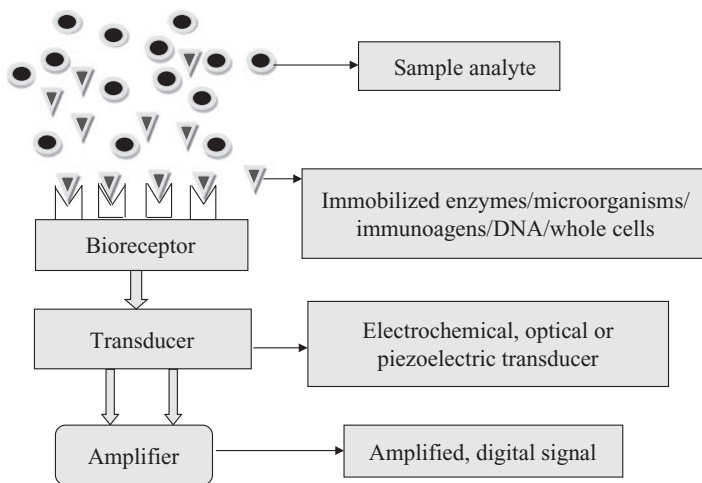 Sample analyte
Immobilized enzymes/microorganisms/
immunoagens/DNA/whole cells
Bioreceptor
Transducer
Electrochemical, optical or
piezoelectric transducer
Amplifier
Amplified, digital signal